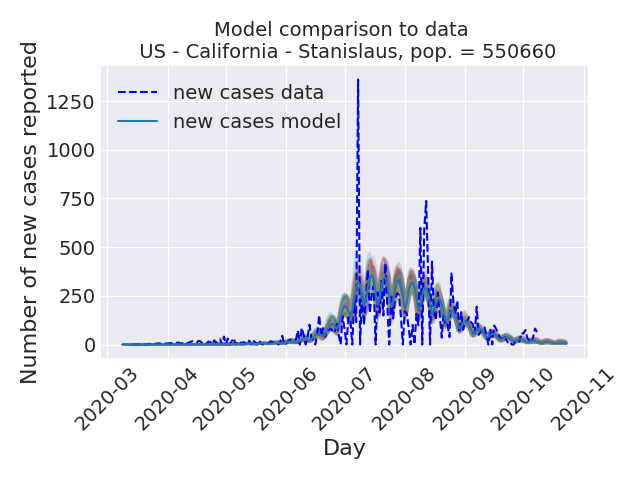 Model comparison to data
US - California - Stanislaus, pop. = 550660
Number of new cases reported
1250
1000
750
500
250
0
new cases data
new cases model
2020-03
2020-04
2020-05
2020-06
2020-07
2020-08
2020-09
2020-10
2020-11
Day